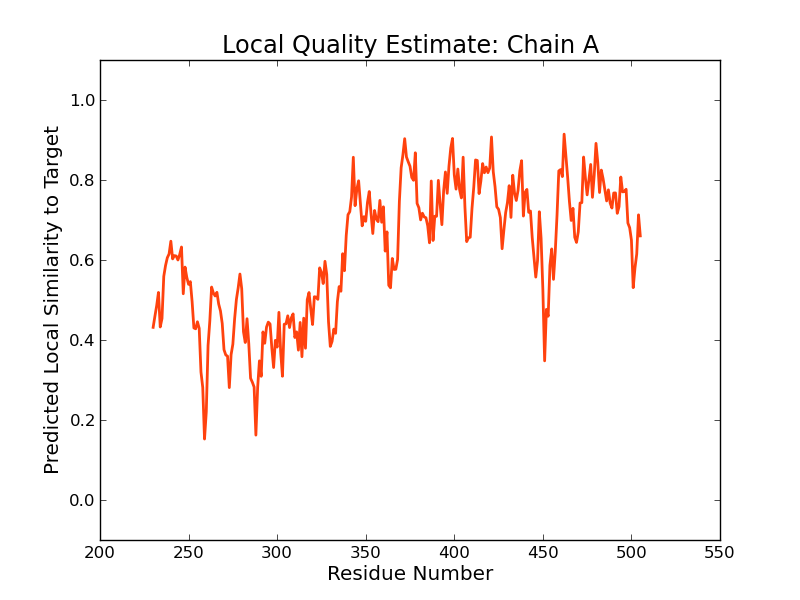 Local Quality Estimate: Chain A
Predicted Local Similarity to Target
1.0
0.8
0.6
0.4
0.2
0.0
200 250 300 350 400 450 500 550
Residue Number